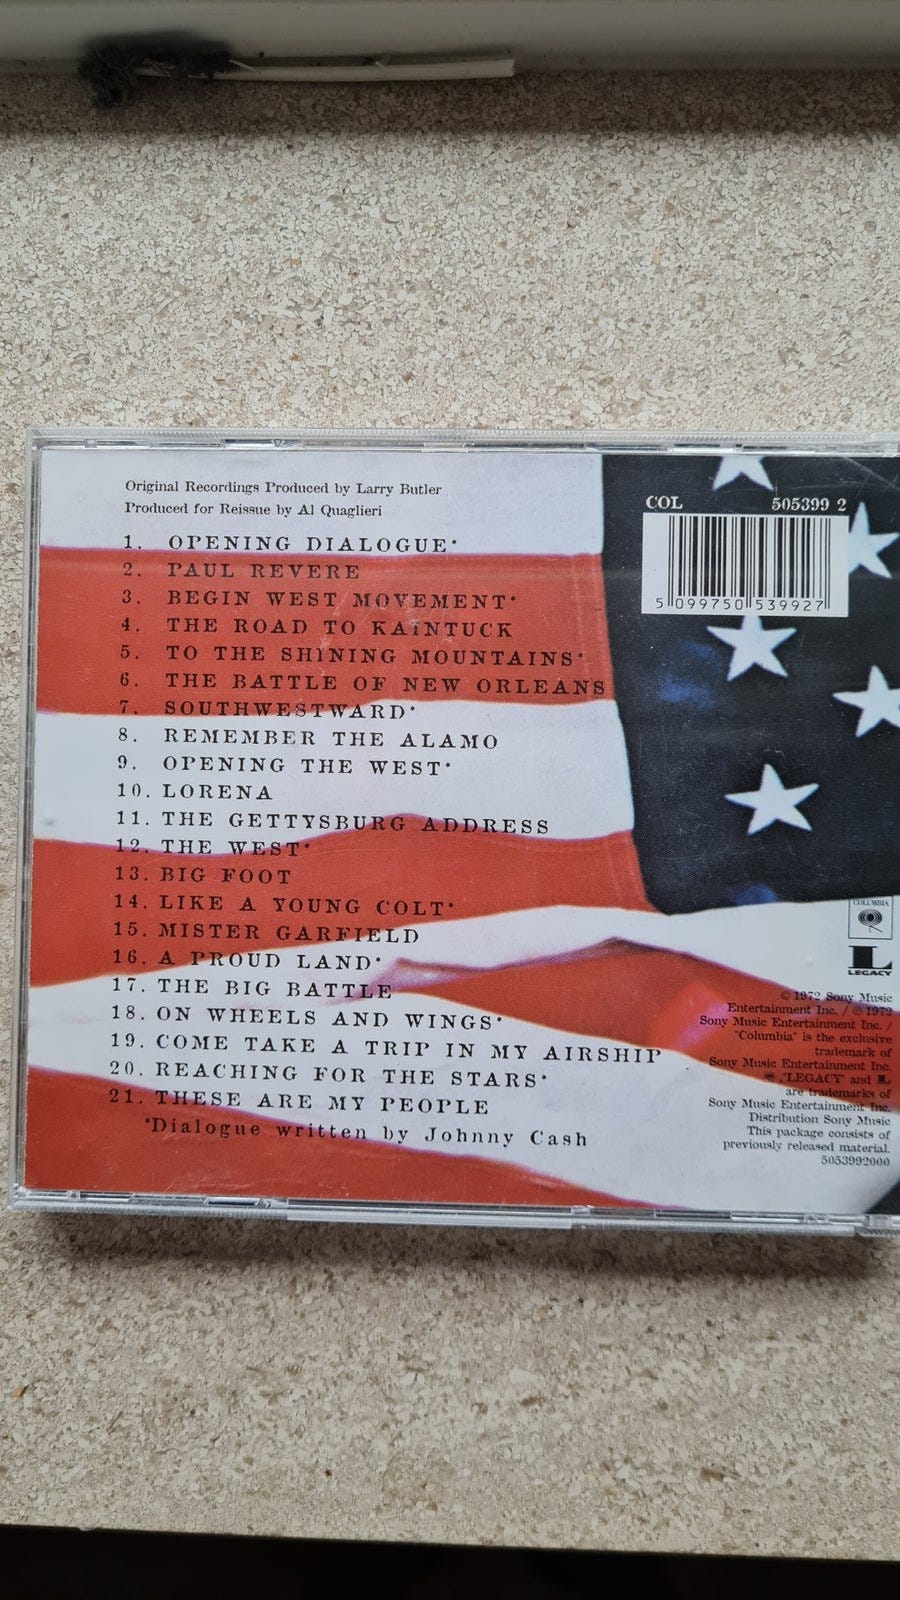 Original Recordings Produced by Larry Butler
Produced for Reissue by Al Quaglieri
1. OPENING DIALOGUE*
2. PAUL REVERE
3. BEGIN WEST MOVEMENT*
4. THE ROAD TO KAINTUCK
5. TO THE SHINING MOUNTAINS*
6. THE BATTLE OF NEW ORLEANS
7. SOUTHWESTWARD*
8. REMEMBER THE ALAMO
9. OPENING THE WEST*
10. LORENA
11. THE GETTYSBURG ADDRESS
12. THE WEST*
13. BIG FOOT
14. LIKE A YOUNG COLT*
15. MISTER GARFIELD
16. A PROUD LAND*
17. THE BIG BATTLE
18. ON WHEELS AND WINGS*
19. COME TAKE A TRIP IN MY AIRSHIP
20. REACHING FOR THE STARS*
21. THESE ARE MY PEOPLE
*Dialogue written by Johnny Cash
COL 505399 2
5 099750 539927
COLUMBIA
L
LEGACY
© 1972 Sony Music
Entertainment Inc. / ℗ 1972
Sony Music Entertainment Inc. /
"Columbia" is the exclusive
trademark of
Sony Music Entertainment Inc.
"LEGACY" and L
are trademarks of
Sony Music Entertainment Inc.
Distribution Sony Music
This package consists of
previously released material.
5053992000